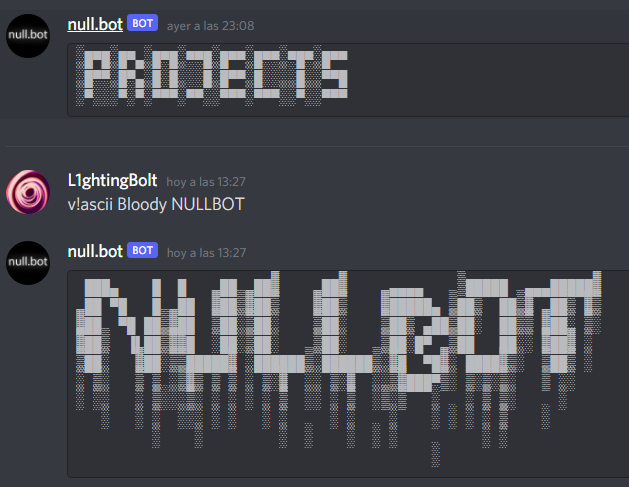 null.bot BOT ayer a las 23:08
PROJECTS
L1ghtingBolt hoy a las 13:27
v!ascii Bloody NULLBOT
null.bot BOT hoy a las 13:27
NULLBOT
null.bot
null.bot